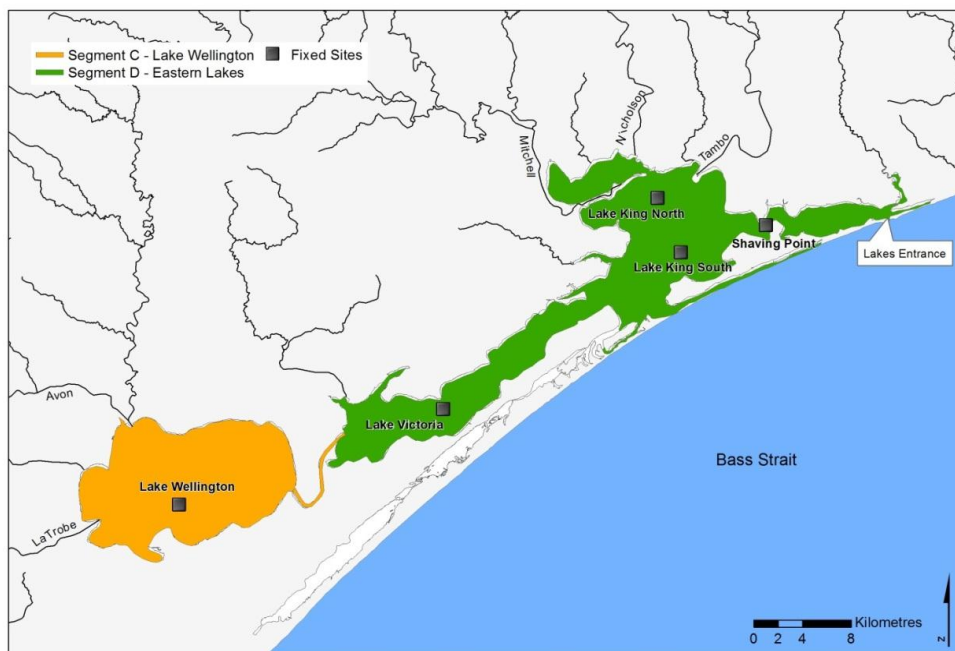 Segment C - Lake Wellington
Fixed Sites
Segment D - Eastern Lakes
Mitchell
Nicholson
Tambo
Lake King North
Shaving Point
Lake King South
Lakes Entrance
Avon
Lake Victoria
Bass Strait
Lake Wellington
LaTrobe
Kilometres
0 2 4 8
N